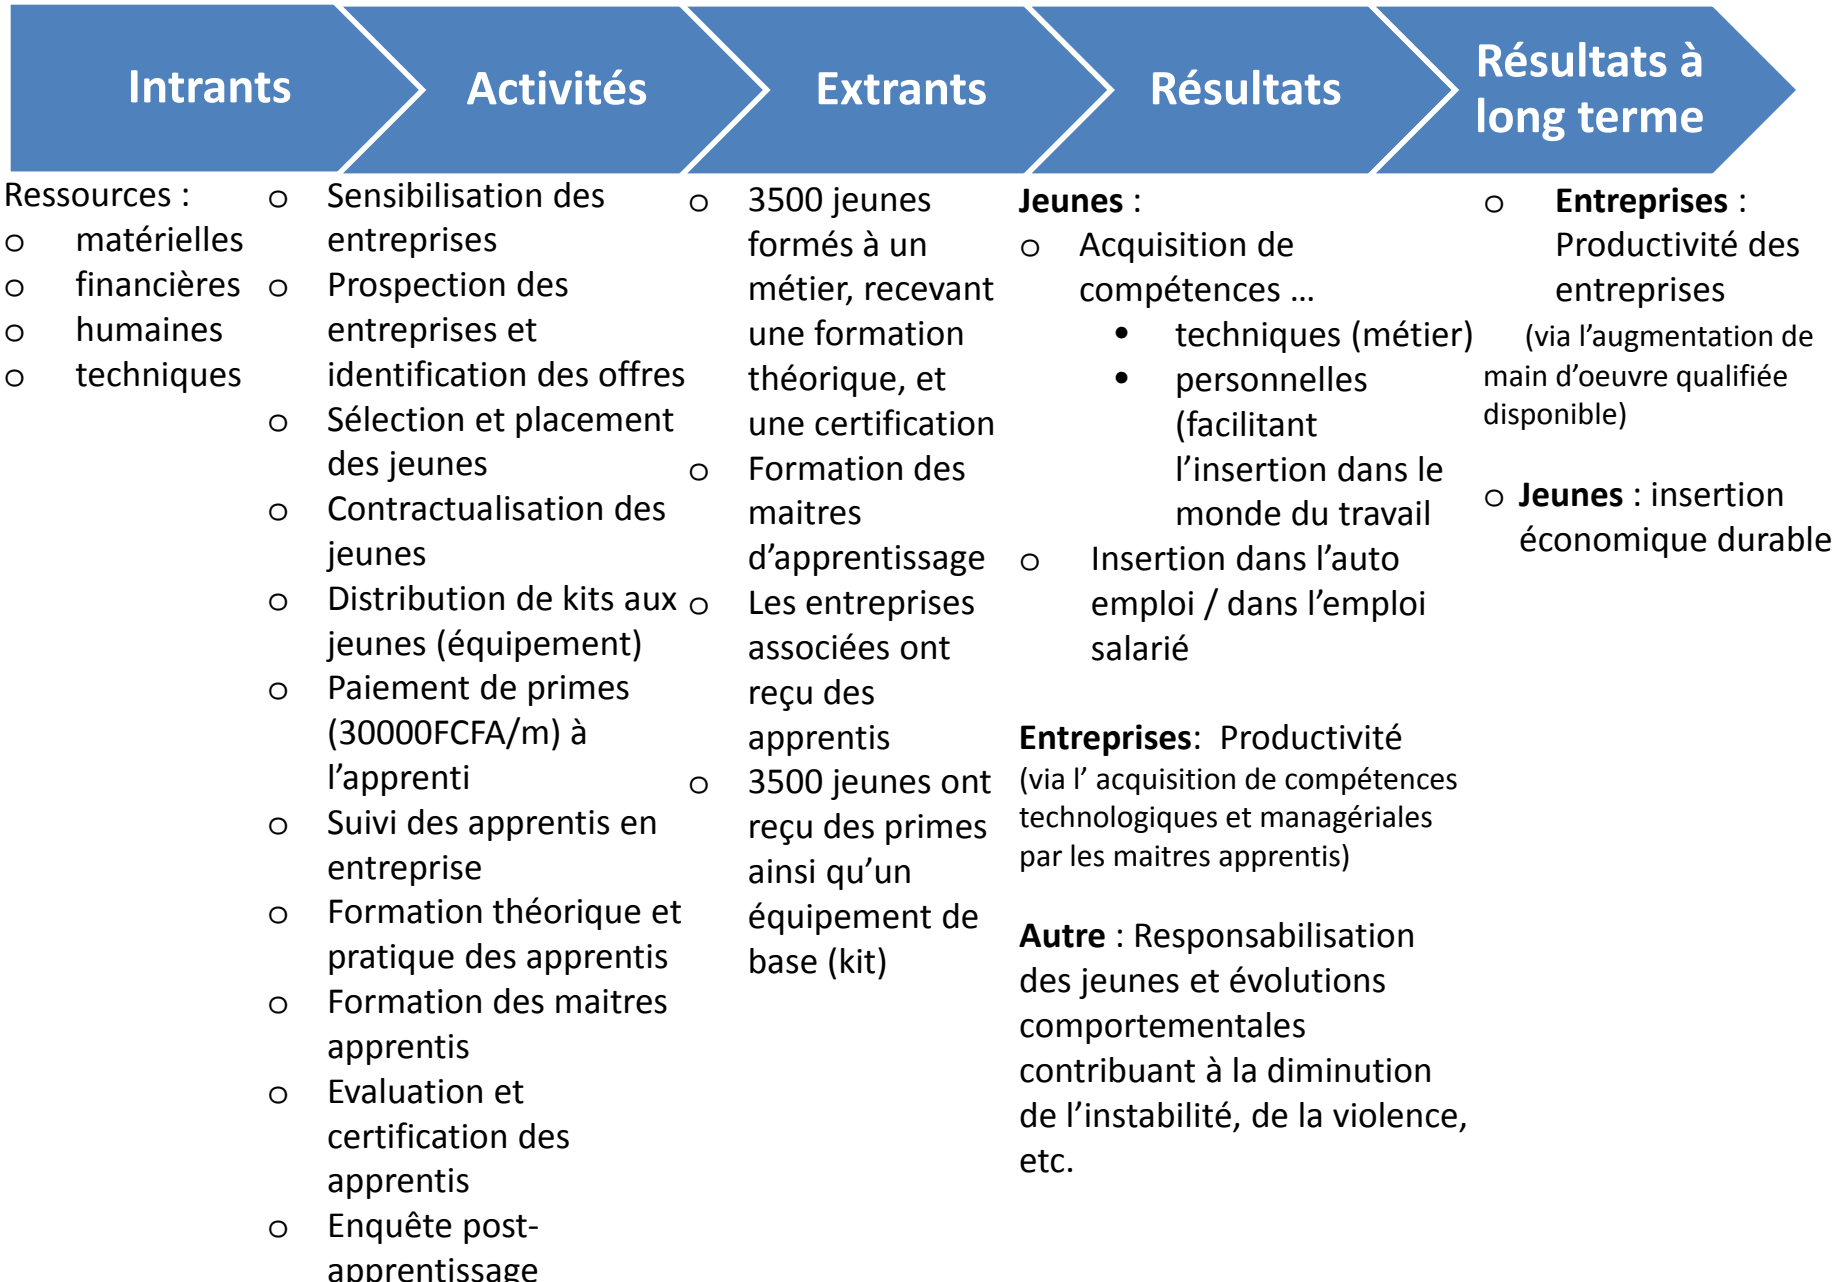 Intrants
Activités
Extrants
Résultats
Résultats à
long terme
Ressources :
o matérielles
o financières
o humaines
o techniques
o Sensibilisation des
entreprises
o Prospection des
entreprises et
identification des offres
o Sélection et placement
des jeunes
o Contractualisation des
jeunes
o Distribution de kits aux
jeunes (équipement)
o Paiement de primes
(30000FCFA/m) à
l’apprenti
o Suivi des apprentis en
entreprise
o Formation théorique et
pratique des apprentis
o Formation des maitres
apprentis
o Evaluation et
certification des
apprentis
o Enquête post-
apprentissage
o 3500 jeunes
formés à un
métier, recevant
une formation
théorique, et
une certification
o Formation des
maitres
d’apprentissage
o Les entreprises
associées ont
reçu des
apprentis
o 3500 jeunes ont
reçu des primes
ainsi qu’un
équipement de
base (kit)
Jeunes :
o Acquisition de
compétences …
• techniques (métier)
• personnelles
(facilitant
l’insertion dans le
monde du travail
o Insertion dans l’auto
emploi / dans l’emploi
salarié
Entreprises: Productivité
(via l’ acquisition de compétences
technologiques et managériales
par les maitres apprentis)
Autre : Responsabilisation
des jeunes et évolutions
comportementales
contribuant à la diminution
de l’instabilité, de la violence,
etc.
o Entreprises :
Productivité des
entreprises
(via l’augmentation de
main d’oeuvre qualifiée
disponible)
o Jeunes : insertion
économique durable